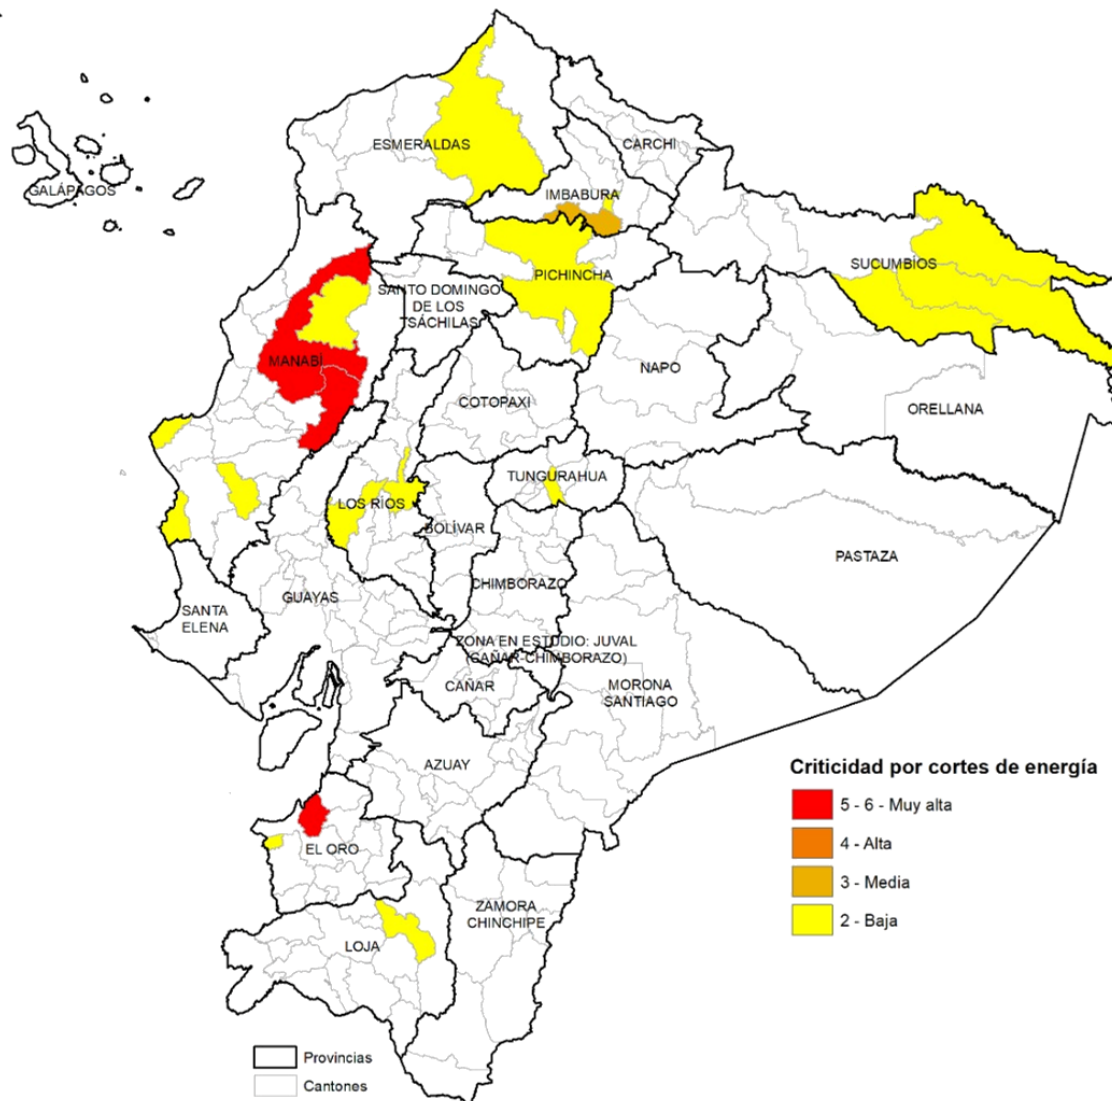 ESMERALDAS
CARCHI
GALÁPAGOS
IMBABURA
SUCUMBÍOS
PICHINCHA
SANTO DOMINGO
DE LOS
TSÁCHILAS
MANABÍ
NAPO
COTOPAXI
ORELLANA
TUNGURAHUA
LOS RÍOS
BOLÍVAR
PASTAZA
CHIMBORAZO
GUAYAS
SANTA
ELENA
ZONA EN ESTUDIO: JUVAL
(CAÑAR-CHIMBORAZO)
CAÑAR
MORONA
SANTIAGO
AZUAY
Criticidad por cortes de energía
5 - 6 - Muy alta
4 - Alta
3 - Media
2 - Baja
EL ORO
ZAMORA
CHINCHIPE
LOJA
Provincias
Cantones